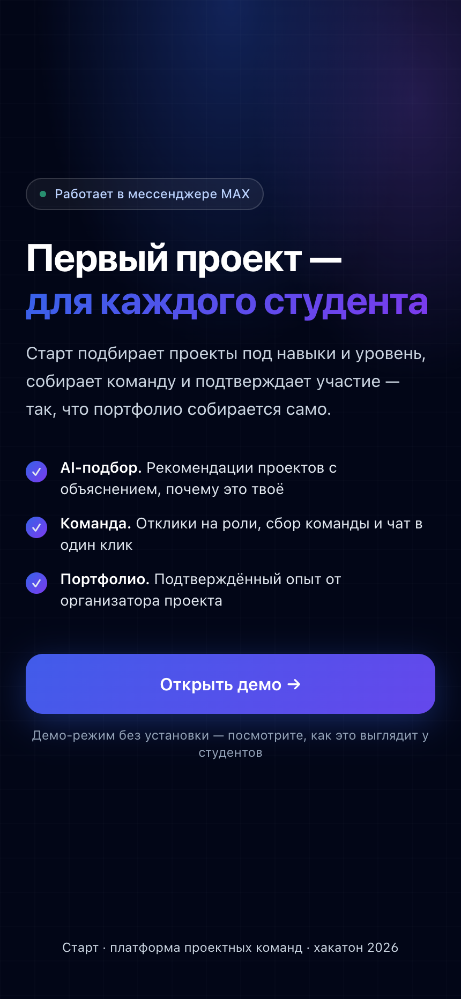 Работает в мессенджере MAX
Первый проект —
для каждого студента
Старт подбирает проекты под навыки и уровень,
собирает команду и подтверждает участие —
так, что портфолио собирается само.
AI-подбор. Рекомендации проектов с
объяснением, почему это твоё
Команда. Отклики на роли, сбор команды и чат в
один клик
Портфолио. Подтверждённый опыт от
организатора проекта
Открыть демо →
Демо-режим без установки — посмотрите, как это выглядит у
студентов
Старт · платформа проектных команд · хакатон 2026